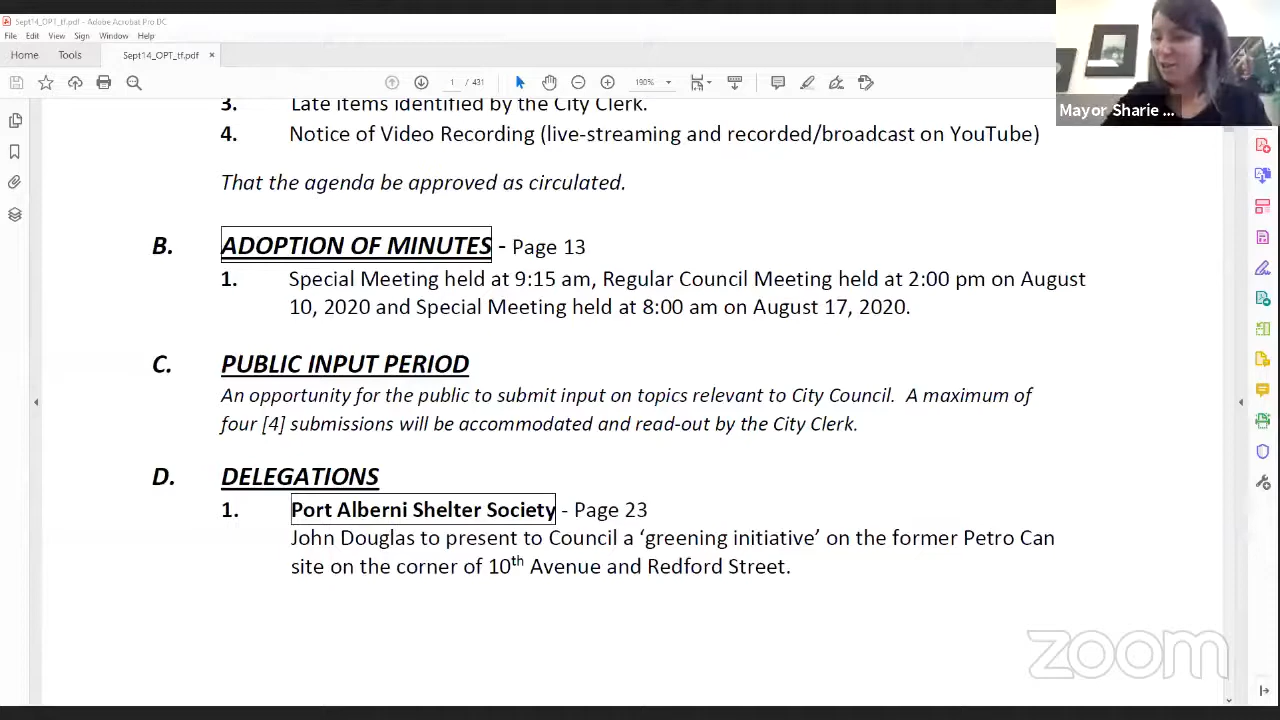 Sept14_OPT_tf.pdf - Adobe Acrobat Pro DC
File Edit View Sign Window Help
Home Tools Sept14_OPT_tf.pdf ×
1 / 431 190%
3. Late items identified by the City Clerk.
4. Notice of Video Recording (live-streaming and recorded/broadcast on YouTube)
That the agenda be approved as circulated.
B. ADOPTION OF MINUTES - Page 13
1. Special Meeting held at 9:15 am, Regular Council Meeting held at 2:00 pm on August
10, 2020 and Special Meeting held at 8:00 am on August 17, 2020.
C. PUBLIC INPUT PERIOD
An opportunity for the public to submit input on topics relevant to City Council. A maximum of
four [4] submissions will be accommodated and read-out by the City Clerk.
D. DELEGATIONS
1. Port Alberni Shelter Society - Page 23
John Douglas to present to Council a ‘greening initiative’ on the former Petro Can
site on the corner of 10th Avenue and Redford Street.
Mayor Sharie ...
zoom